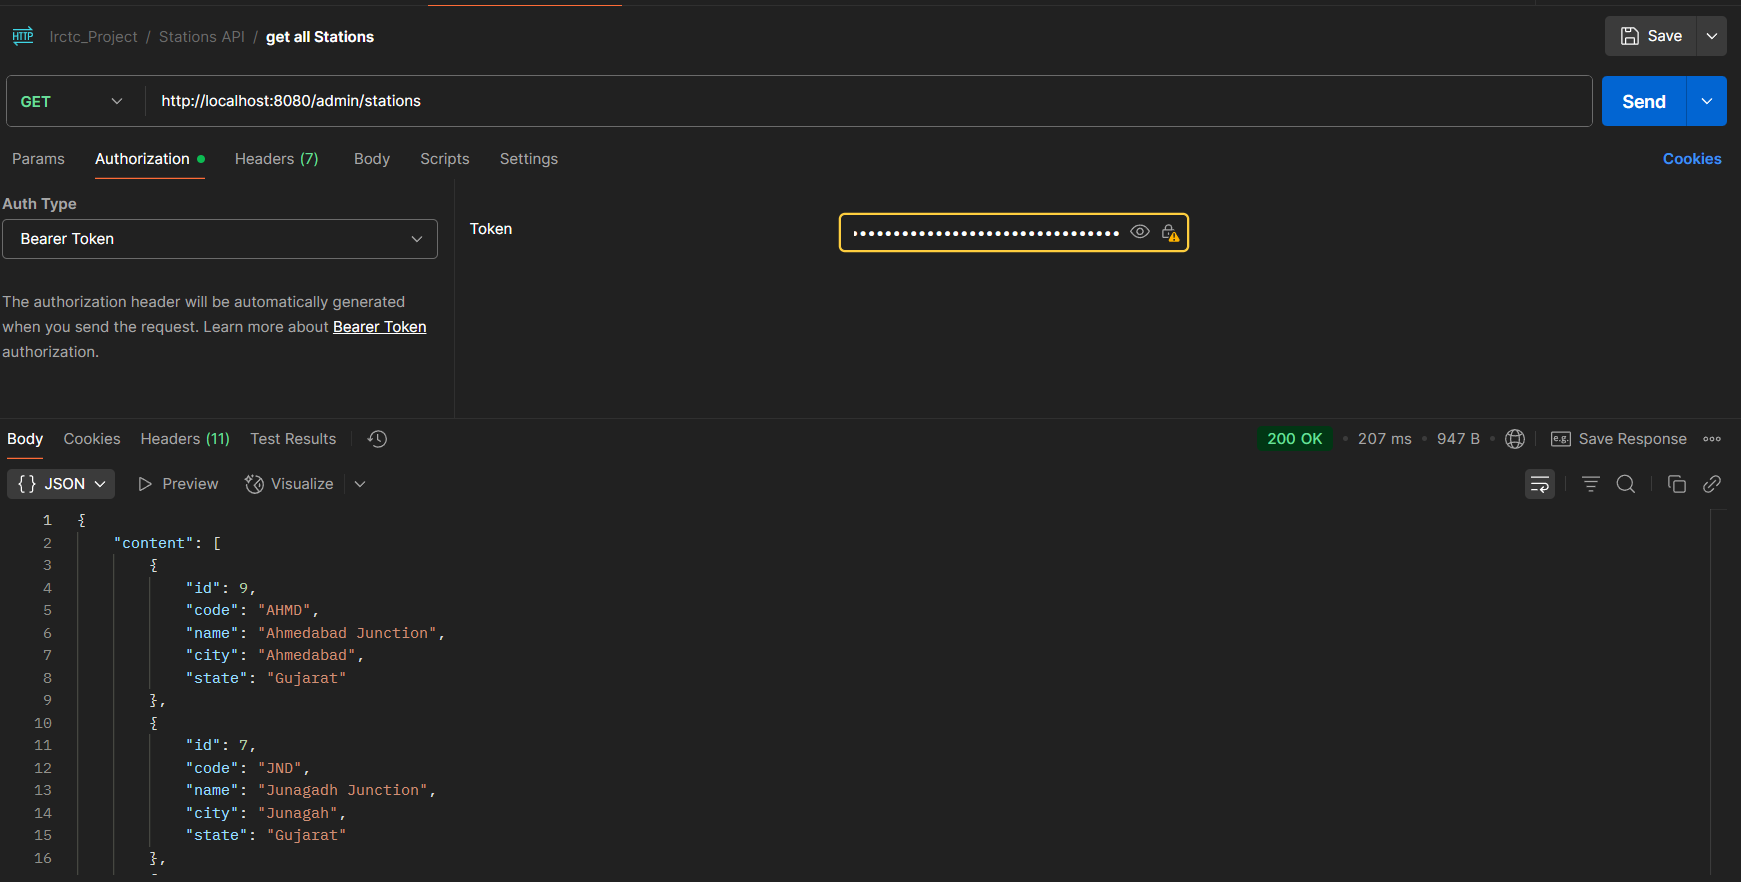 HTTP Irctc_Project / Stations API / get all Stations Save
GET http://localhost:8080/admin/stations Send
Params Authorization Headers (7) Body Scripts Settings Cookies
Auth Type
Bearer Token
Token
The authorization header will be automatically generated
when you send the request. Learn more about Bearer Token
authorization.
Body Cookies Headers (11) Test Results 200 OK 207 ms 947 B e.g. Save Response
{} JSON Preview Visualize
1 {
2 "content": [
3 {
4 "id": 9,
5 "code": "AHMD",
6 "name": "Ahmedabad Junction",
7 "city": "Ahmedabad",
8 "state": "Gujarat"
9 },
10 {
11 "id": 7,
12 "code": "JND",
13 "name": "Junagadh Junction",
14 "city": "Junagah",
15 "state": "Gujarat"
16 },